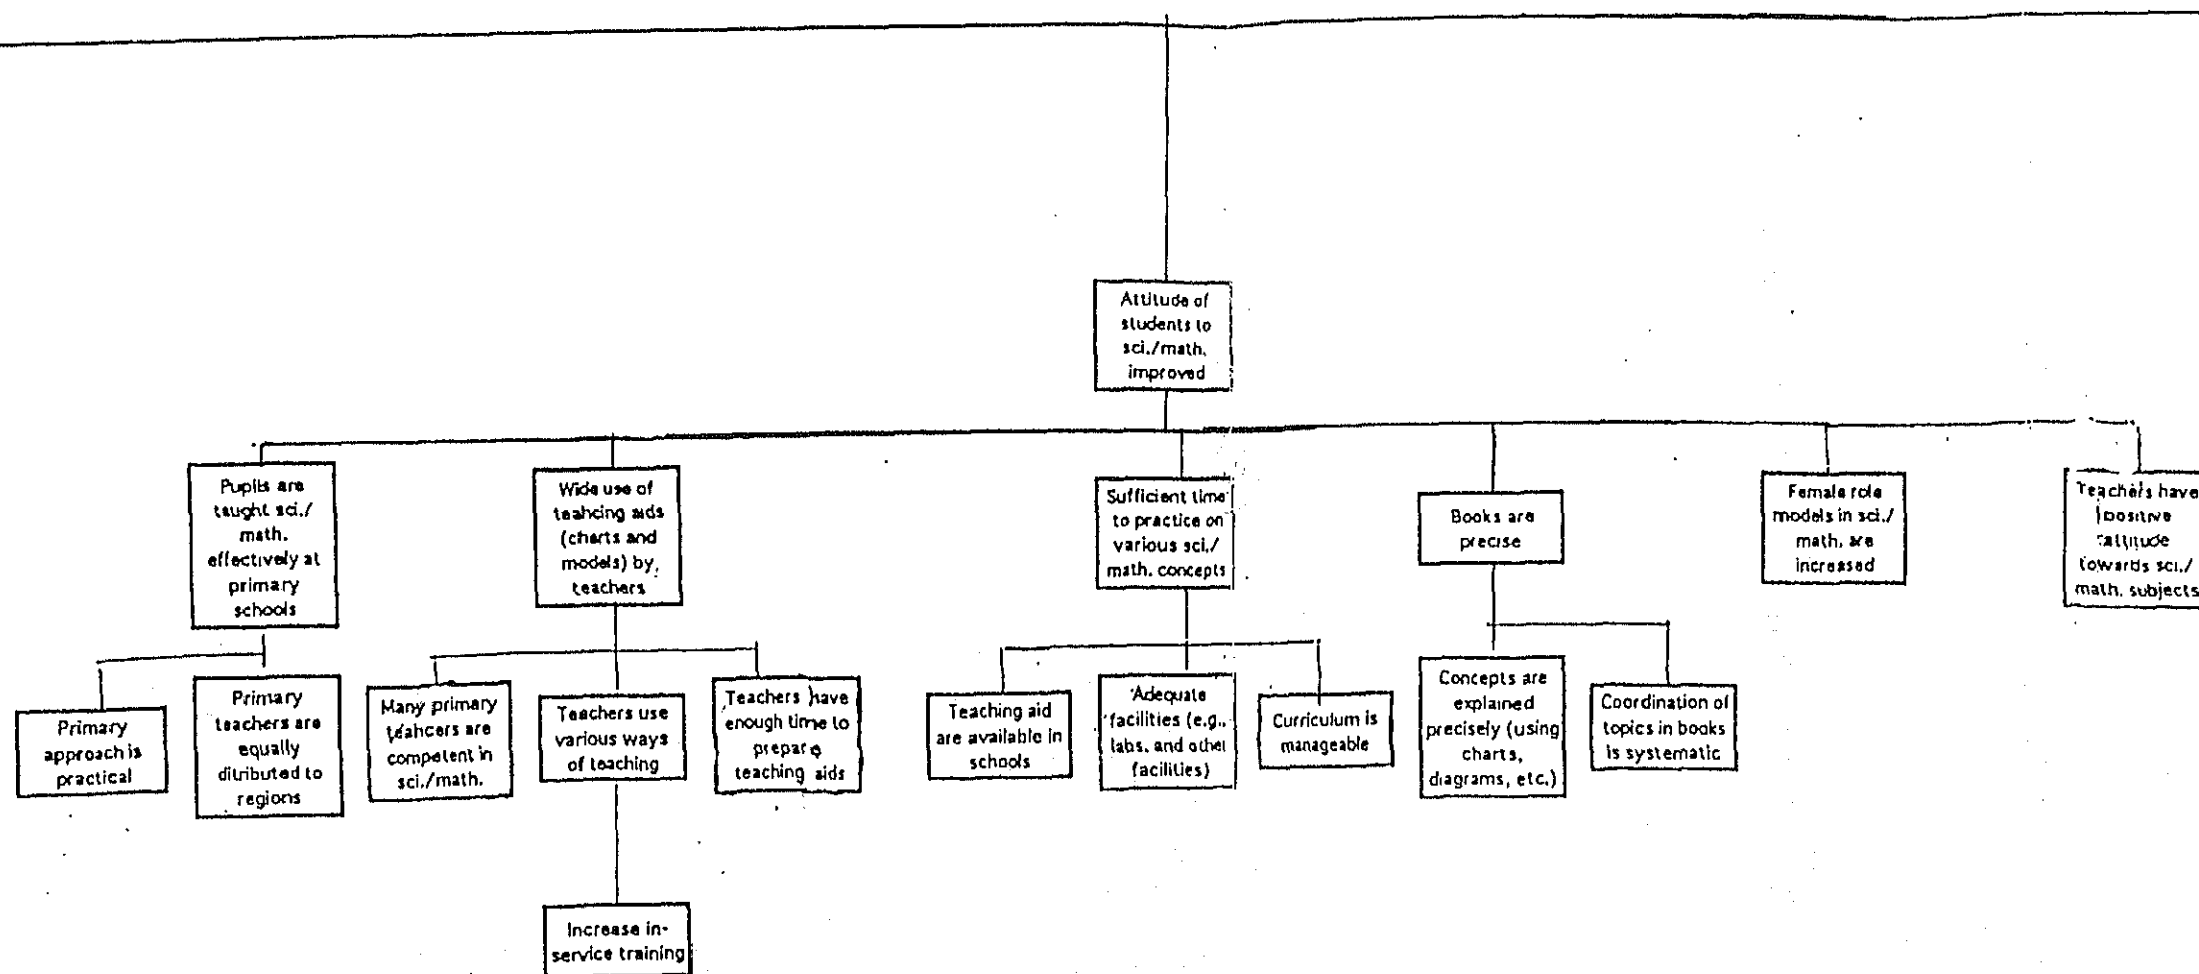 Attitude of
students to
sci./math.
improved
Pupils are
taught sci./
math.
effectively at
primary
schools
Wide use of
teahcing aids
(charts and
models) by
teachers
Sufficient time
to practice on
various sci./
math. concepts
Books are
precise
Female role
models in sci./
math. are
increased
Teachers have
positive
attitude
towards sci./
math. subjects
Primary
approach is
practical
Primary
teachers are
equally
ditributed to
regions
Many primary
teahcers are
competent in
sci./math.
Teachers use
various ways
of teaching
Teachers have
enough time to
prepare
teaching aids
Teaching aid
are available in
schools
Adequate
facilities (e.g.,
labs. and other
facilities)
Curriculum is
manageable
Concepts are
explained
precisely (using
charts,
diagrams, etc.)
Coordination of
topics in books
is systematic
Increase in-
service training